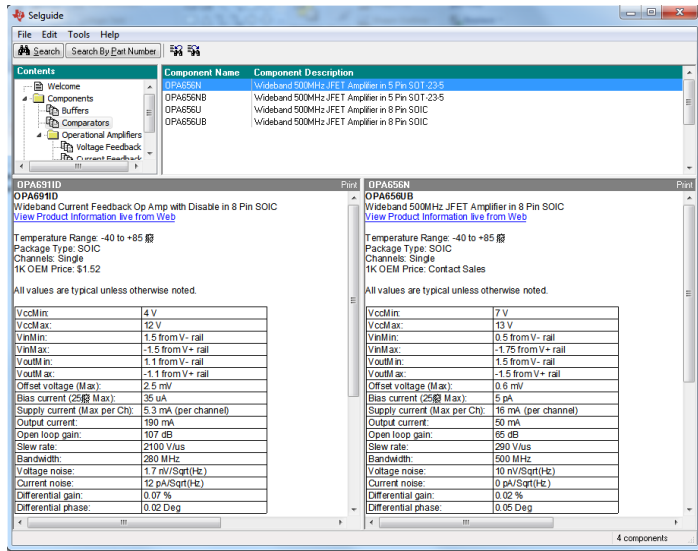 Selguide
File Edit Tools Help
Search Search By Part Number
Contents
Welcome
Components
Buffers
Comparators
Operational Amplifiers
Voltage Feedback
Current Feedback
Component Name Component Description
OPA656N Wideband 500MHz JFET Amplifier in 5 Pin SOT-23-5
OPA656NB Wideband 500MHz JFET Amplifier in 5 Pin SOT-23-5
OPA656U Wideband 500MHz JFET Amplifier in 8 Pin SOIC
OPA656UB Wideband 500MHz JFET Amplifier in 8 Pin SOIC
OPA691ID Print
OPA691ID
Wideband Current Feedback Op Amp with Disable in 8 Pin SOIC
View Product Information live from Web
Temperature Range: -40 to +85 癈
Package Type: SOIC
Channels: Single
1K OEM Price: $1.52
All values are typical unless otherwise noted.
VccMin: 4 V
VccMax: 12 V
VinMin: 1.5 from V- rail
VinMax: -1.5 from V+ rail
VoutMin: 1.1 from V- rail
VoutMax: -1.1 from V+ rail
Offset voltage (Max): 2.5 mV
Bias current (25癈 Max): 35 uA
Supply current (Max per Ch): 5.3 mA (per channel)
Output current: 190 mA
Open loop gain: 107 dB
Slew rate: 2100 V/us
Bandwidth: 280 MHz
Voltage noise: 1.7 nV/Sqrt(Hz)
Current noise: 12 pA/Sqrt(Hz)
Differential gain: 0.07 %
Differential phase: 0.02 Deg
OPA656N Print
OPA656UB
Wideband 500MHz JFET Amplifier in 8 Pin SOIC
View Product Information live from Web
Temperature Range: -40 to +85 癈
Package Type: SOIC
Channels: Single
1K OEM Price: Contact Sales
All values are typical unless otherwise noted.
VccMin: 7 V
VccMax: 13 V
VinMin: 0.5 from V- rail
VinMax: -1.75 from V+ rail
VoutMin: 1.5 from V- rail
VoutMax: -1.5 from V+ rail
Offset voltage (Max): 0.6 mV
Bias current (25癈 Max): 5 pA
Supply current (Max per Ch): 16 mA (per channel)
Output current: 50 mA
Open loop gain: 65 dB
Slew rate: 290 V/us
Bandwidth: 500 MHz
Voltage noise: 10 nV/Sqrt(Hz)
Current noise: 0 pA/Sqrt(Hz)
Differential gain: 0.02 %
Differential phase: 0.05 Deg
4 components